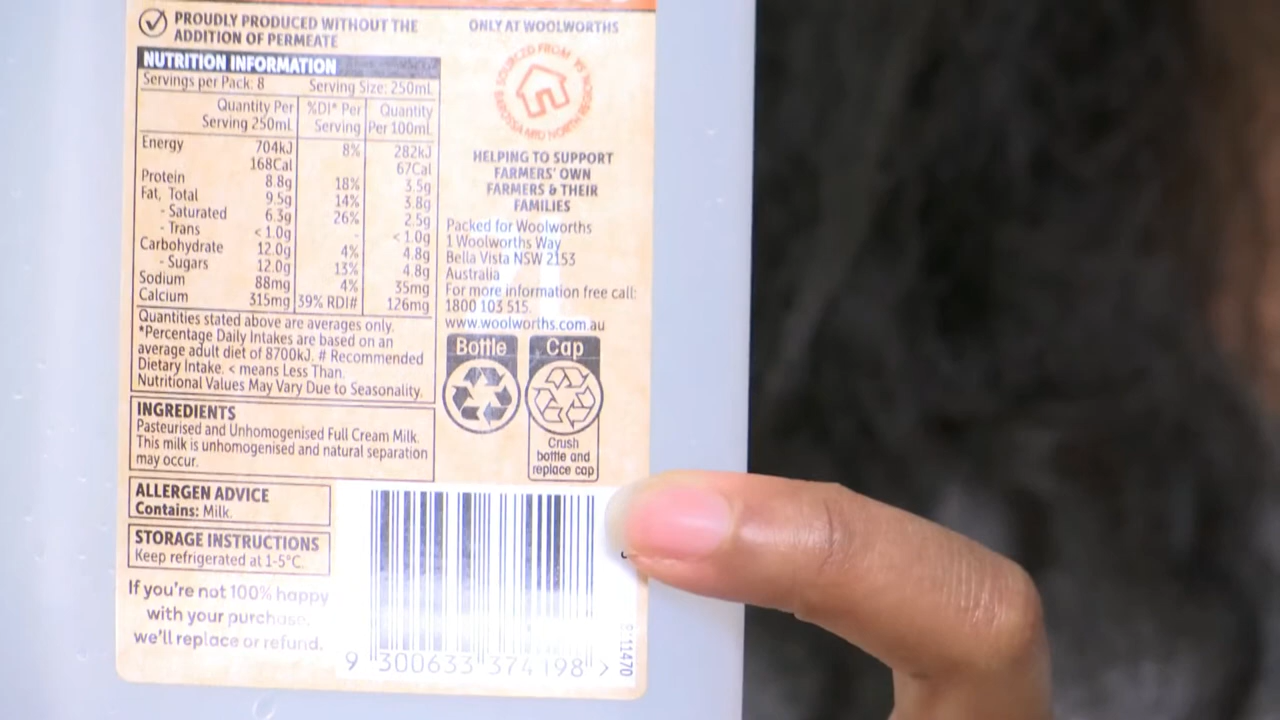 PROUDLY PRODUCED WITHOUT THE
ADDITION OF PERMEATE
NUTRITION INFORMATION
Servings per Pack: 8 Serving Size: 250mL
Quantity Per %DI* Per Quantity
Serving 250mL Serving Per 100mL
Energy 704kJ 8% 282kJ
168Cal 67Cal
Protein 8.8g 18% 3.5g
Fat, Total 9.5g 14% 3.8g
- Saturated 6.3g 26% 2.5g
- Trans <1.0g - <1.0g
Carbohydrate 12.0g 4% 4.8g
- Sugars 12.0g 13% 4.8g
Sodium 88mg 4% 35mg
Calcium 315mg 39% RDI# 126mg
Quantities stated above are averages only.
*Percentage Daily Intakes are based on an
average adult diet of 8700kJ. # Recommended
Dietary Intake. < means Less Than.
Nutritional Values May Vary Due to Seasonality.
INGREDIENTS
Pasteurised and Unhomogenised Full Cream Milk.
This milk is unhomogenised and natural separation
may occur.
ALLERGEN ADVICE
Contains: Milk.
STORAGE INSTRUCTIONS
Keep refrigerated at 1-5°C.
If you're not 100% happy
with your purchase,
we'll replace or refund.
ONLY AT WOOLWORTHS
SOURCED FROM
BAROSSA MID NORTH
HELPING TO SUPPORT
FARMERS' OWN
FARMERS & THEIR
FAMILIES
Packed for Woolworths
1 Woolworths Way
Bella Vista NSW 2153
Australia
For more information free call:
1800 103 515.
www.woolworths.com.au
Bottle Cap
Crush
bottle and
replace cap
9 300633 374198 >